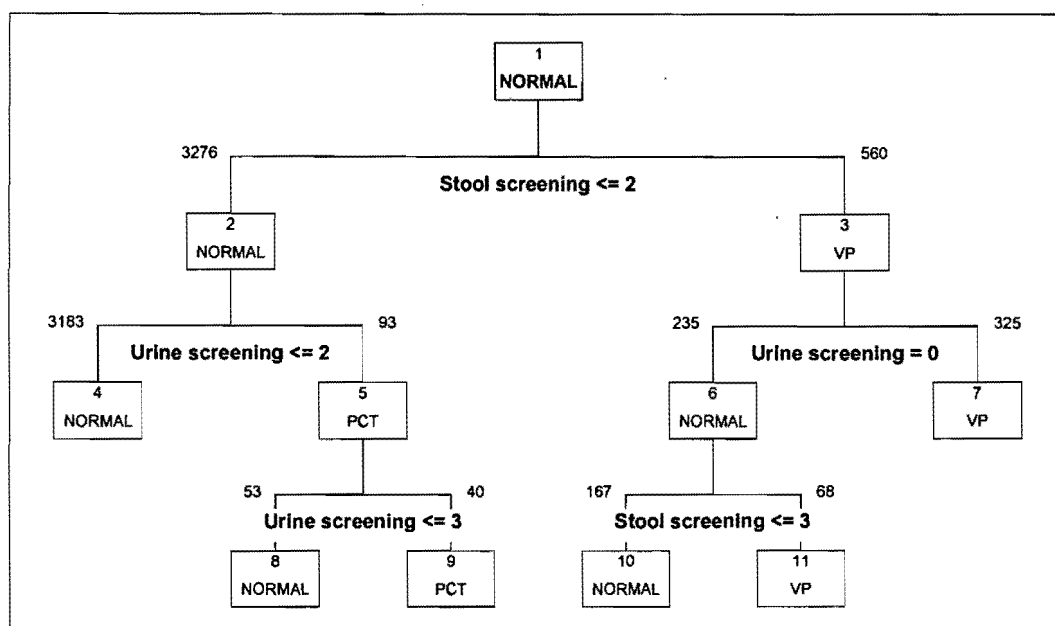 1
NORMAL
3276 560
Stool screening <= 2
2 3
NORMAL VP
3183 93 235 325
Urine screening <= 2 Urine screening = 0
4 5 6 7
NORMAL PCT NORMAL VP
53 40 167 68
Urine screening <= 3 Stool screening <= 3
8 9 10 11
NORMAL PCT NORMAL VP